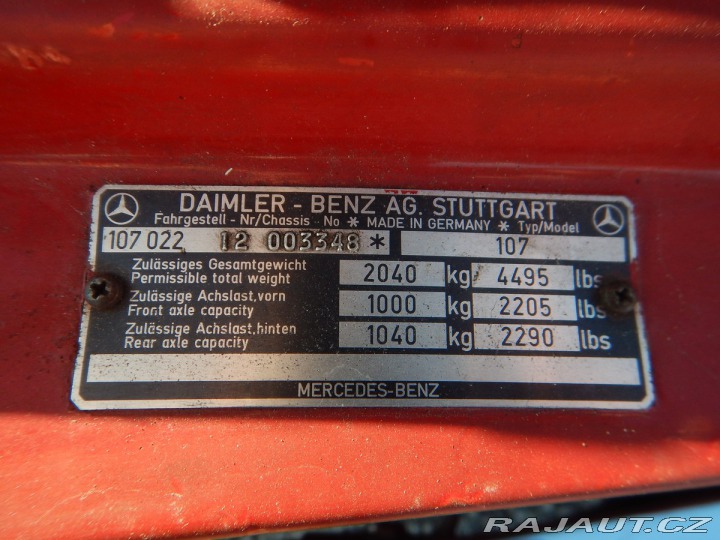 DAIMLER - BENZ AG. STUTTGART
Fahrgestell - Nr/Chassis No * MADE IN GERMANY * Typ/Model
107 022 12 003348 * 107
Zulässiges Gesamtgewicht
Permissible total weight 2040 kg 4495 lbs
Zulässige Achslast,vorn
Front axle capacity 1000 kg 2205 lbs
Zulässige Achslast,hinten
Rear axle capacity 1040 kg 2290 lbs
MERCEDES-BENZ
RAJAUT.CZ